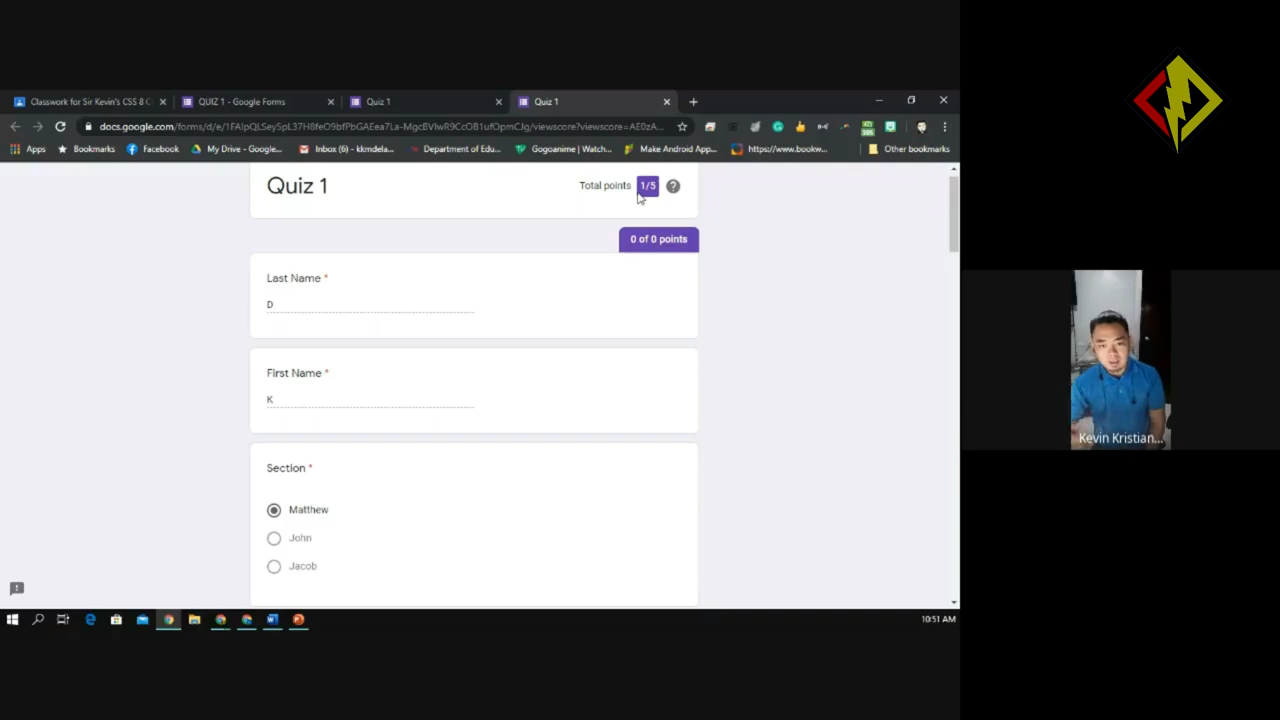 Classwork for Sir Kevin's CSS 8 C
QUIZ 1 - Google Forms
Quiz 1
Quiz 1
docs.google.com/forms/d/e/1FAIpQLSeySpL37H8feO9bfPbGAEea7La-MgcBVIwR9CcOB1ufOpmCJg/viewscore?viewscore=AE0zA...
Apps
Bookmarks
Facebook
My Drive - Google...
Inbox (6) - kkmdela...
Department of Edu...
Gogoanime | Watch...
Make Android App...
https://www.bookw...
Other bookmarks
Quiz 1
Total points 1/5
0 of 0 points
Last Name *
D
First Name *
K
Section *
Matthew
John
Jacob
Kevin Kristian...
10:51 AM